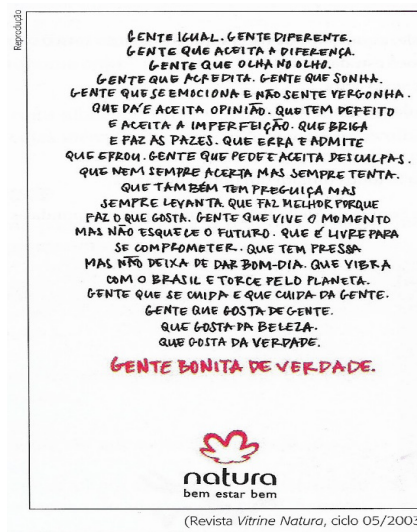 Reprodução
GENTE IGUAL. GENTE DIFERENTE.
GENTE QUE ACEITA A DIFERENÇA.
GENTE QUE OLHA NO OLHO.
GENTE QUE ACREDITA. GENTE QUE SONHA.
GENTE QUE SE EMOCIONA E NÃO SENTE VERGONHA.
QUE DÁ E ACEITA OPINIÃO. QUE TEM DEFEITO
E ACEITA A IMPERFEIÇÃO. QUE BRIGA
E FAZ AS PAZES. QUE ERRA E ADMITE
QUE ERROU. GENTE QUE PEDE E ACEITA DESCULPAS.
QUE NEM SEMPRE ACERTA MAS SEMPRE TENTA.
QUE TAMBÉM TEM PREGUIÇA MAS
SEMPRE LEVANTA. QUE FAZ MELHOR PORQUE
FAZ O QUE GOSTA. GENTE QUE VIVE O MOMENTO
MAS NÃO ESQUECE O FUTURO. QUE É LIVRE PARA
SE COMPROMETER. QUE TEM PRESSA
MAS NÃO DEIXA DE DAR BOM-DIA. QUE VIBRA
COM O BRASIL E TORCE PELO PLANETA.
GENTE QUE SE CUIDA E QUE CUIDA DA GENTE.
GENTE QUE GOSTA DE GENTE.
QUE GOSTA DA BELEZA.
QUE GOSTA DA VERDADE.
GENTE BONITA DE VERDADE.
natura
bem estar bem
(Revista Vitrine Natura, ciclo 05/200